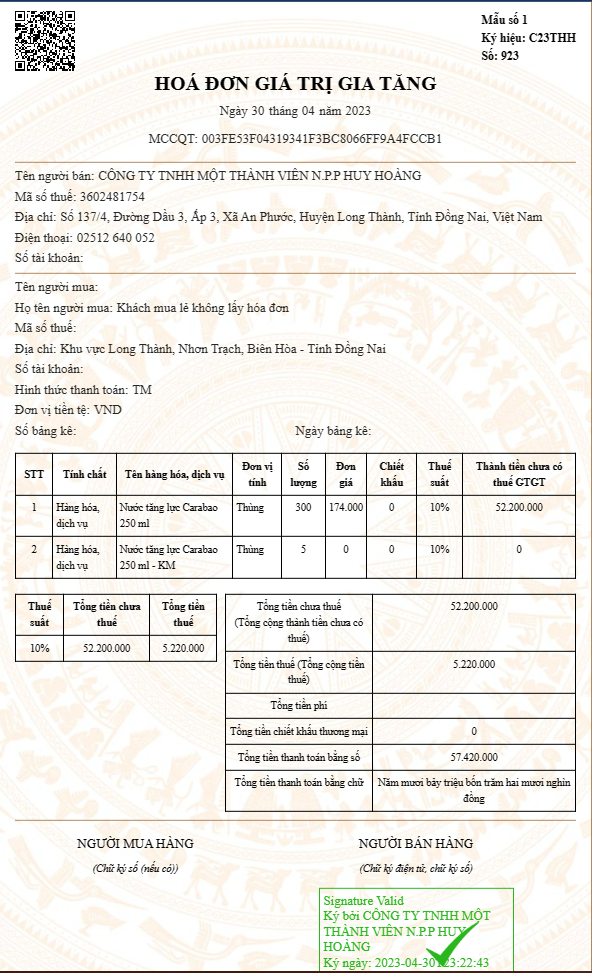 Mẫu số 1
Ký hiệu: C23THH
Số: 923
HOÁ ĐƠN GIÁ TRỊ GIA TĂNG
Ngày 30 tháng 04 năm 2023
MCCQT: 003FE53F04319341F3BC8066FF9A4FCCB1
Tên người bán: CÔNG TY TNHH MỘT THÀNH VIÊN N.P.P HUY HOÀNG
Mã số thuế: 3602481754
Địa chỉ: Số 137/4, Đường Dầu 3, Ấp 3, Xã An Phước, Huyện Long Thành, Tỉnh Đồng Nai, Việt Nam
Điện thoại: 02512 640 052
Số tài khoản:
Tên người mua:
Họ tên người mua: Khách mua lẻ không lấy hóa đơn
Mã số thuế:
Địa chỉ: Khu vực Long Thành, Nhơn Trạch, Biên Hòa - Tỉnh Đồng Nai
Số tài khoản:
Hình thức thanh toán: TM
Đơn vị tiền tệ: VND
Số bảng kê: Ngày bảng kê:
STT Tính chất Tên hàng hóa, dịch vụ Đơn vị tính Số lượng Đơn giá Chiết khấu Thuế suất Thành tiền chưa có thuế GTGT
1 Hàng hóa, dịch vụ Nước tăng lực Carabao 250 ml Thùng 300 174.000 0 10% 52.200.000
2 Hàng hóa, dịch vụ Nước tăng lực Carabao 250 ml - KM Thùng 5 0 0 10% 0
Thuế suất Tổng tiền chưa thuế Tổng tiền thuế
10% 52.200.000 5.220.000
Tổng tiền chưa thuế (Tổng cộng thành tiền chưa có thuế) 52.200.000
Tổng tiền thuế (Tổng cộng tiền thuế) 5.220.000
Tổng tiền phí
Tổng tiền chiết khấu thương mại 0
Tổng tiền thanh toán bằng số 57.420.000
Tổng tiền thanh toán bằng chữ Năm mươi bảy triệu bốn trăm hai mươi nghìn đồng
NGƯỜI MUA HÀNG NGƯỜI BÁN HÀNG
(Chữ ký số (nếu có)) (Chữ ký điện tử, chữ ký số)
Signature Valid
Ký bởi CÔNG TY TNHH MỘT
THÀNH VIÊN N.P.P HUY
HOÀNG
Ký ngày: 2023-04-30T23:22:43